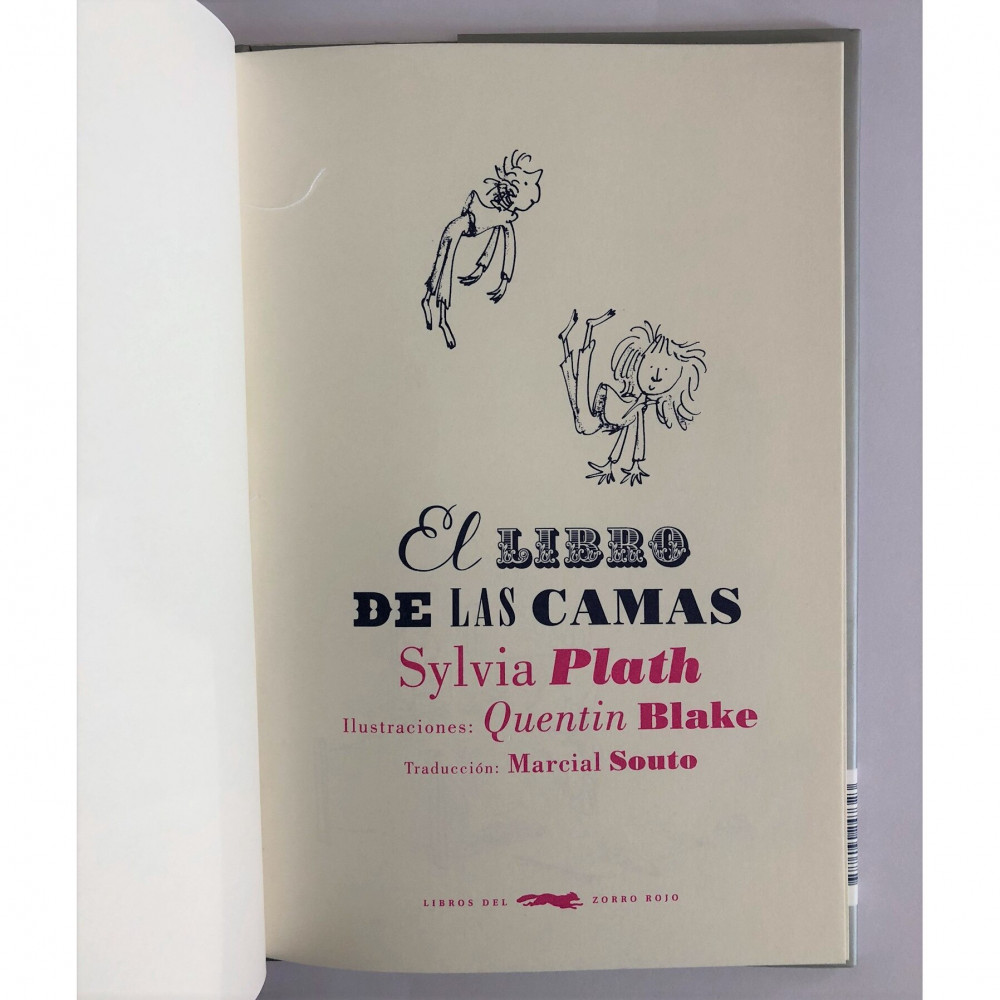 El LIBRO
DE LAS CAMAS
Sylvia Plath
Ilustraciones: Quentin Blake
Traducción: Marcial Souto
LIBROS DEL ZORRO ROJO